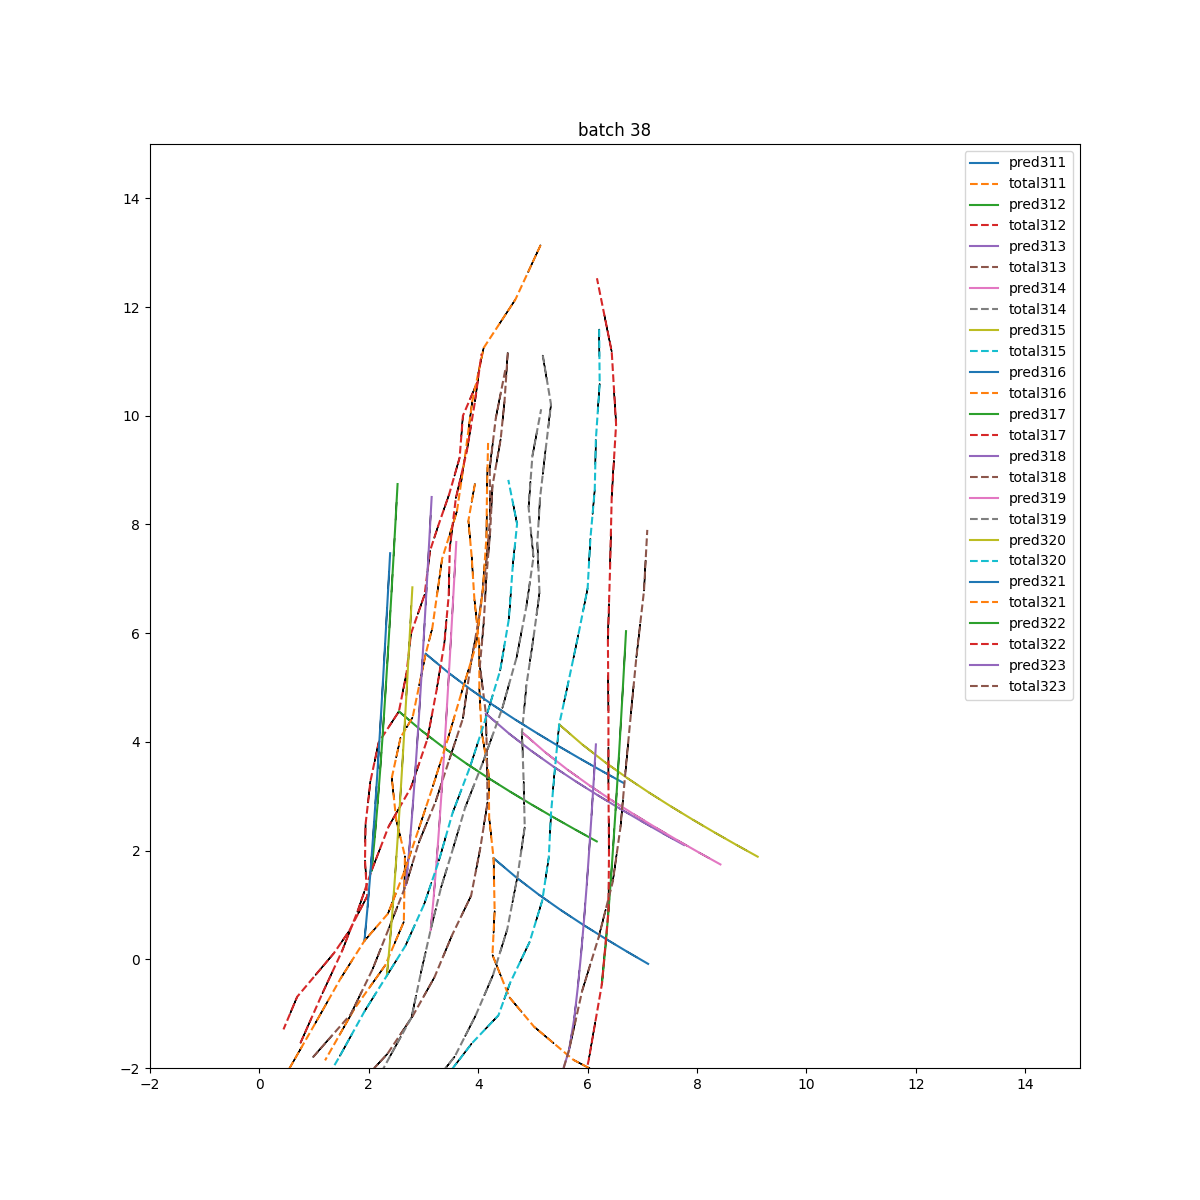 batch 38
pred311
total311
pred312
total312
pred313
total313
pred314
total314
pred315
total315
pred316
total316
pred317
total317
pred318
total318
pred319
total319
pred320
total320
pred321
total321
pred322
total322
pred323
total323
14
12
10
8
6
4
2
0
−2
−2 0 2 4 6 8 10 12 14